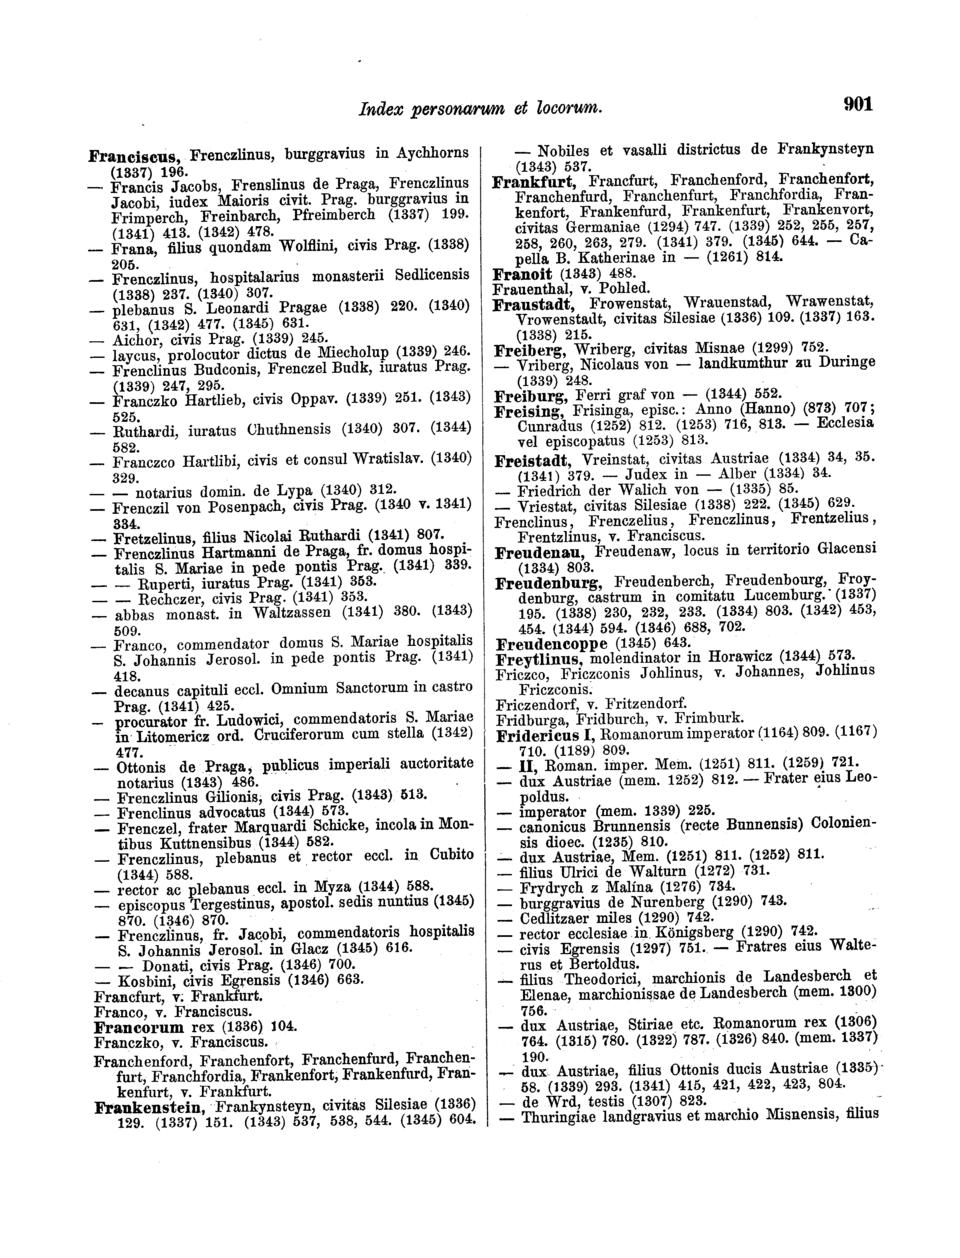 Index personarum et locorum.
901
Franciscus, Frenczlinus, burggravius in Aychhorns
(1337) 196.
— Francis Jacobs, Frenslinus de Praga, Frenczlinus
Jacobi, iudex Maioris civit. Prag. burggravius in
Frimperch, Freinbarch, Pfreimberch (1337) 199.
(1341) 413. (1342) 478.
— Frana, filius quondam Wolflini, civis Prag. (1338)
205.
— Frenczlinus, hospitalarius monasterii Sedlicensis
(1338) 237. (1340) 307.
— plebanus S. Leonardi Pragae (1338) 220. (1340)
631, (1342) 477. (1345) 631.
— Aichor, civis Prag. (1339) 245.
— laycus, prolocutor dictus de Miecholup (1339) 246.
— Frenclinus Budconis, Frenczel Budk, iuratus Prag.
(1339) 247, 295.
— Franczko Hartlieb, civis Oppav. (1339) 251. (1343)
525.
— Ruthardi, iuratus Chuthnensis (1340) 307. (1344)
582.
— Franczco Hartlibi, civis et consul Wratislav. (1340)
329.
— — notarius domin. de Lypa (1340) 312.
— Frenczil von Posenpach, civis Prag. (1340 v. 1341)
334.
— Fretzelinus, filius Nicolai Ruthardi (1341) 807.
— Frenczlinus Hartmanni de Praga, fr. domus hospi-
talis S. Mariae in pede pontis Prag. (1341) 339.
— — Ruperti, iuratus Prag. (1341) 353.
— — Rechczer, civis Prag. (1341) 353.
— abbas monast. in Waltzassen (1341) 380. (1343)
509.
— Franco, commendator domus S. Mariae hospitalis
S. Johannis Jerosol. in pede pontis Prag. (1341)
418.
— decanus capituli eccl. Omnium Sanctorum in castro
Prag. (1341) 425.
— procurator fr. Ludowici, commendatoris S. Mariae
in Litomericz ord. Cruciferorum cum stella (1342)
477.
— Ottonis de Praga, publicus imperiali auctoritate
notarius (1343) 486.
— Frenczlinus Gilionis, civis Prag. (1343) 513.
— Frenclinus advocatus (1344) 573.
— Frenczel, frater Marquardi Schicke, incola in Mon-
tibus Kuttnensibus (1344) 582.
— Frenczlinus, plebanus et rector eccl. in Cubito
(1344) 588.
— rector ac plebanus eccl. in Myza (1344) 588.
— episcopus Tergestinus, apostol. sedis nuntius (1345)
870. (1346) 870.
— Frenczlinus, fr. Jacobi, commendatoris hospitalis
S. Johannis Jerosol. in Glacz (1345) 616.
— — Donati, civis Prag. (1346) 700.
— Kosbini, civis Egrensis (1346) 663.
Francfurt, v. Frankfurt.
Franco, v. Franciscus.
Francorum rex (1336) 104.
Franczko, v. Franciscus.
Franchenford, Franchenfort, Franchenfurd, Franchen-
furt, Franchfordia, Frankenfort, Frankenfurd, Fran-
kenfurt, v. Frankfurt.
Frankenstein, Frankynsteyn, civitas Silesiae (1336)
129. (1337) 151. (1343) 537, 538, 544. (1345) 604.
— Nobiles et vasalli districtus de Frankynsteyn
(1343) 537.
Frankfurt, Francfurt, Franchenford, Franchenfort,
Franchenfurd, Franchenfurt, Franchfordia, Fran-
kenfort, Frankenfurd, Frankenfurt, Frankenvort,
civitas Germaniae (1294) 747. (1339) 252, 255, 257,
258, 260, 263, 279. (1341) 379. (1345) 644. — Ca-
pella B. Katherinae in — (1261) 814.
Franoit (1343) 488.
Frauenthal, v. Pohled.
Fraustadt, Frowenstat, Wrauenstad, Wrawenstat,
Vrowenstadt, civitas Silesiae (1336) 109. (1337) 163.
(1338) 215.
Freiberg, Wriberg, civitas Misnae (1299) 752.
— Vriberg, Nicolaus von — landkumthur zu Duringe
(1339) 248.
Freiburg, Ferri graf von — (1344) 552.
Freising, Frisinga, episc.: Anno (Hanno) (873) 707;
Cunradus (1252) 812. (1253) 716, 813. — Ecclesia
vel episcopatus (1253) 813.
Freistadt, Vreinstat, civitas Austriae (1334) 34, 35.
(1341) 379. — Judex in — Alber (1334) 34.
— Friedrich der Walich von — (1335) 85.
— Vriestat, civitas Silesiae (1338) 222. (1345) 629.
Frenclinus, Frenczelius, Frenczlinus, Frentzelius,
Frentzlinus, v. Franciscus.
Freudenau, Freudenaw, locus in territorio Glacensi
(1334) 803.
Freudenburg, Freudenberch, Freudenbourg, Froy-
denburg, castrum in comitatu Lucemburg. (1337)
195. (1338) 230, 232, 233. (1334) 803. (1342) 453,
454. (1344) 594. (1346) 688, 702.
Freudencoppe (1345) 643.
Freytlinus, molendinator in Horawicz (1344) 573.
Friczco, Friczconis Johlinus, v. Johannes, Johlinus
Friczconis.
Friczendorf, v. Fritzendorf.
Fridburga, Fridburch, v. Frimburk.
Fridericus I, Romanorum imperator (1164) 809. (1167)
710. (1189) 809.
— II, Roman. imper. Mem. (1251) 811. (1259) 721.
— dux Austriae (mem. 1252) 812. — Frater eius Leo-
poldus.
— imperator (mem. 1339) 225.
— canonicus Brunnensis (recte Bunnensis) Colonien-
sis dioec. (1235) 810.
— dux Austriae, Mem. (1251) 811. (1252) 811.
— filius Ulrici de Walturn (1272) 731.
— Frydrych z Malína (1276) 734.
— burggravius de Nurenberg (1290) 743.
— Cedlitzaer miles (1290) 742.
— rector ecclesiae in Königsberg (1290) 742.
— civis Egrensis (1297) 751. — Fratres eius Walte-
rus et Bertoldus.
— filius Theodorici, marchionis de Landesberch et
Elenae, marchionissae de Landesberch (mem. 1300)
756.
— dux Austriae, Stiriae etc. Romanorum rex (1306)
764. (1315) 780. (1322) 787. (1326) 840. (mem. 1337)
190.
— dux Austriae, filius Ottonis ducis Austriae (1335)
58. (1339) 293. (1341) 415, 421, 422, 423, 804.
— de Wrd, testis (1307) 823.
— Thuringiae landgravius et marchio Misnensis, filius